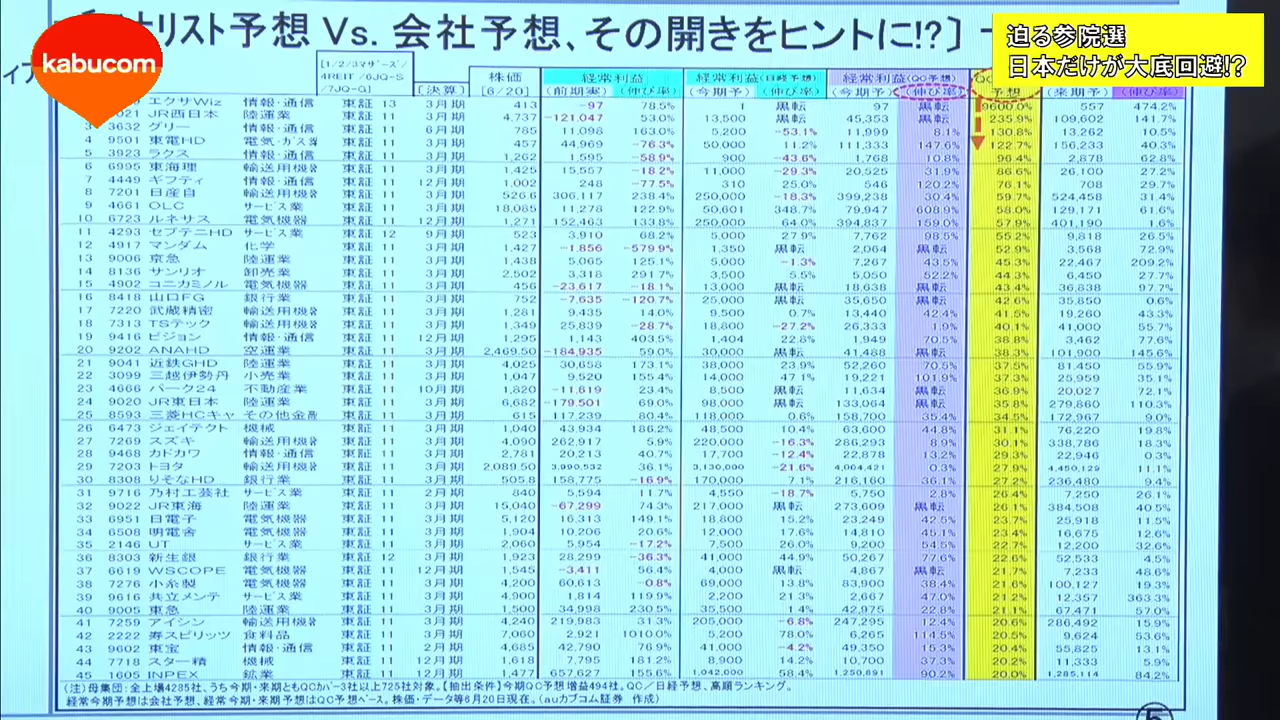 ナリスト予想 Vs. 会社予想、その開きをヒントに!?］
kabucom
迫る参院選
日本だけが大底回避!?
[1/2/3マザーズ/
4REIT /6JQ-S
/7JQ-G]
［決算］
株価
[6/20]
経常利益
(前期実) (伸び率)
経常利益(日経予想)
(今期予) (伸び率)
経常利益(QC予想)
(今期予) (伸び率)
予想
(来期予) (伸び率)
エクサWiz 情報・通信 東証 13 3月期 413 -97 78.5% 1 黒転 97 黒転 9600.0% 557 474.2%
JR西日本 陸運業 東証 11 3月期 4,737 -121,047 53.0% 13,500 黒転 45,353 黒転 235.9% 109,602 141.7%
3 3632 グリー 情報・通信 東証 11 6月期 785 11,098 163.0% 5,200 -53.1% 11,999 8.1% 130.8% 13,262 10.5%
4 9501 東電HD 電気・ガス業 東証 11 3月期 457 44,969 -76.3% 50,000 11.2% 111,333 147.6% 122.7% 156,233 40.3%
5 3923 ラクス 情報・通信 東証 11 3月期 1,262 1,595 -58.9% 900 -43.6% 1,768 10.8% 96.4% 2,878 62.8%
6 6995 東海理 輸送用機器 東証 11 3月期 1,425 15,557 -18.2% 11,000 -29.3% 20,525 31.9% 86.6% 26,100 27.2%
7 4449 ギフティ 情報・通信 東証 11 12月期 1,002 248 -77.5% 310 25.0% 546 120.2% 76.1% 708 29.7%
8 7201 日産自 輸送用機器 東証 11 3月期 526.6 306,117 238.4% 250,000 -18.3% 399,238 30.4% 59.7% 524,458 31.4%
9 4661 OLC サービス業 東証 11 3月期 18,085 11,278 122.9% 50,601 348.7% 79,947 608.9% 58.0% 129,171 61.6%
10 6723 ルネサス 電気機器 東証 11 12月期 1,271 152,463 133.8% 250,000 64.0% 394,837 159.0% 57.9% 401,190 1.6%
11 4293 セプテニHD サービス業 東証 12 9月期 523 3,910 68.2% 5,000 27.9% 7,762 98.5% 55.2% 9,818 26.5%
12 4917 マンダム 化学 東証 11 3月期 1,427 -1,856 -579.9% 1,350 黒転 2,064 黒転 52.9% 3,568 72.9%
13 9006 京急 陸運業 東証 11 3月期 1,438 5,065 125.1% 5,000 -1.3% 7,267 43.5% 45.3% 22,467 209.2%
14 8136 サンリオ 卸売業 東証 11 3月期 2,502 3,318 291.7% 3,500 5.5% 5,050 52.2% 44.3% 6,450 27.7%
15 4902 コニカミノル 電気機器 東証 11 3月期 456 -23,617 -18.1% 13,000 黒転 18,638 黒転 43.4% 36,838 97.7%
16 8418 山口FG 銀行業 東証 11 3月期 752 -7,635 -120.7% 25,000 黒転 35,650 黒転 42.6% 35,850 0.6%
17 7220 武蔵精密 輸送用機器 東証 11 3月期 1,281 9,435 14.0% 9,500 0.7% 13,440 42.4% 41.5% 19,260 43.3%
18 7313 TSテック 輸送用機器 東証 11 3月期 1,349 25,839 -28.7% 18,800 -27.2% 26,333 1.9% 40.1% 41,000 55.7%
19 9416 ビジョン 情報・通信 東証 11 12月期 1,295 1,143 403.5% 1,404 22.8% 1,949 70.5% 38.8% 3,462 77.6%
20 9202 ANAHD 空運業 東証 11 3月期 2,469.50 -184,935 59.0% 30,000 黒転 41,488 黒転 38.3% 101,900 145.6%
21 9041 近鉄GHD 陸運業 東証 11 3月期 4,025 30,658 173.1% 38,000 23.9% 52,260 70.5% 37.5% 81,450 55.9%
22 3099 三越伊勢丹 小売業 東証 11 3月期 1,047 9,520 155.4% 14,000 47.1% 19,221 101.9% 37.3% 25,959 35.1%
23 4666 パーク24 不動産業 東証 11 10月期 1,820 -11,619 23.4% 8,500 黒転 11,634 黒転 36.9% 20,027 72.1%
24 9020 JR東日本 陸運業 東証 11 3月期 6,682 -179,501 69.0% 98,000 黒転 133,064 黒転 35.8% 279,860 110.3%
25 8593 三菱HCキャ その他金融 東証 11 3月期 615 117,239 80.4% 118,000 0.6% 158,700 35.4% 34.5% 172,967 9.0%
26 6473 ジェイテクト 機械 東証 11 3月期 1,040 43,934 186.2% 48,500 10.4% 63,600 44.8% 31.1% 76,220 19.8%
27 7269 スズキ 輸送用機器 東証 11 3月期 4,090 262,917 5.9% 220,000 -16.3% 286,293 8.9% 30.1% 338,786 18.3%
28 9468 カドカワ 情報・通信 東証 11 3月期 2,781 20,213 40.7% 17,700 -12.4% 22,878 13.2% 29.3% 22,946 0.3%
29 7203 トヨタ 輸送用機器 東証 11 3月期 2,089.50 3,990,532 36.1% 3,130,000 -21.6% 4,004,421 0.3% 27.9% 4,450,129 11.1%
30 8308 りそなHD 銀行業 東証 11 3月期 505.8 158,775 -16.9% 170,000 7.1% 216,160 36.1% 27.2% 236,480 9.4%
31 9716 乃村工芸社 サービス業 東証 11 2月期 840 5,594 11.7% 4,550 -18.7% 5,750 2.8% 26.4% 7,250 26.1%
32 9022 JR東海 陸運業 東証 11 3月期 15,040 -67,299 74.3% 217,000 黒転 273,609 黒転 26.1% 384,508 40.5%
33 6951 日電子 電気機器 東証 11 3月期 5,120 16,313 149.1% 18,800 15.2% 23,249 42.5% 23.7% 25,918 11.5%
34 6508 明電舎 電気機器 東証 11 3月期 1,904 10,206 20.6% 12,000 17.6% 14,810 45.1% 23.4% 16,675 12.6%
35 2146 UT サービス業 東証 11 3月期 2,060 5,954 -17.2% 7,500 26.0% 9,200 54.5% 22.7% 12,200 32.6%
36 8303 新生銀 銀行業 東証 12 3月期 1,923 28,299 -36.3% 41,000 44.9% 50,267 77.6% 22.6% 52,533 4.5%
37 6619 WSCOPE 電気機器 東証 11 12月期 1,545 -3,411 56.4% 4,000 黒転 4,867 黒転 21.7% 7,233 48.6%
38 7276 小糸製 電気機器 東証 11 3月期 4,200 60,613 -0.8% 69,000 13.8% 83,900 38.4% 21.6% 100,127 19.3%
39 9616 共立メンテ サービス業 東証 11 3月期 4,900 1,814 119.9% 2,200 21.3% 2,667 47.0% 21.2% 12,357 363.3%
40 9005 東急 陸運業 東証 11 3月期 1,500 34,998 230.5% 35,500 1.4% 42,975 22.8% 21.1% 67,471 57.0%
41 7259 アイシン 輸送用機器 東証 11 3月期 4,240 219,983 31.3% 205,000 -6.8% 247,295 12.4% 20.6% 286,492 15.9%
42 2222 寿スピリッツ 食料品 東証 11 3月期 7,060 2,921 1010.0% 5,200 78.0% 6,265 114.5% 20.5% 9,624 53.6%
43 9602 東宝 情報・通信 東証 11 2月期 4,685 42,790 76.9% 41,000 -4.2% 49,350 15.3% 20.4% 55,825 13.1%
44 7718 スター精 機械 東証 11 12月期 1,618 7,795 181.2% 8,900 14.2% 10,700 37.3% 20.2% 11,333 5.9%
45 1605 INPEX 鉱業 東証 11 12月期 1,425 657,627 155.6% 1,042,000 58.4% 1,250,691 90.2% 20.0% 1,285,114 84.2%
(注)母集団:全上場4285社、うち今期・来期ともQCカバー3社以上725社対象。【抽出条件】今期QC予想増益494社。QC／日経予想、高順ランキング。
経常今期予想は会社予想、経常今期・来期予想はQC予想ベース。株価・データ等6月20日現在。(auカブコム証券 作成)
5